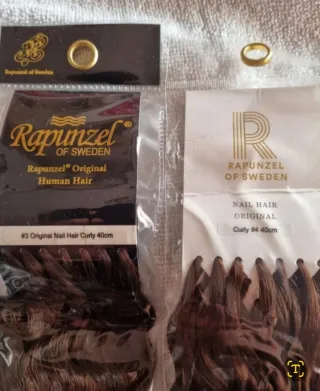 Rapunzel of Sweden
Rapunzel®
OF SWEDEN
Rapunzel® Original
Human Hair
#3 Original Nail Hair Curly 40cm
R
RAPUNZEL
OF SWEDEN
NAIL HAIR
ORIGINAL
Curly #4 40cm
T